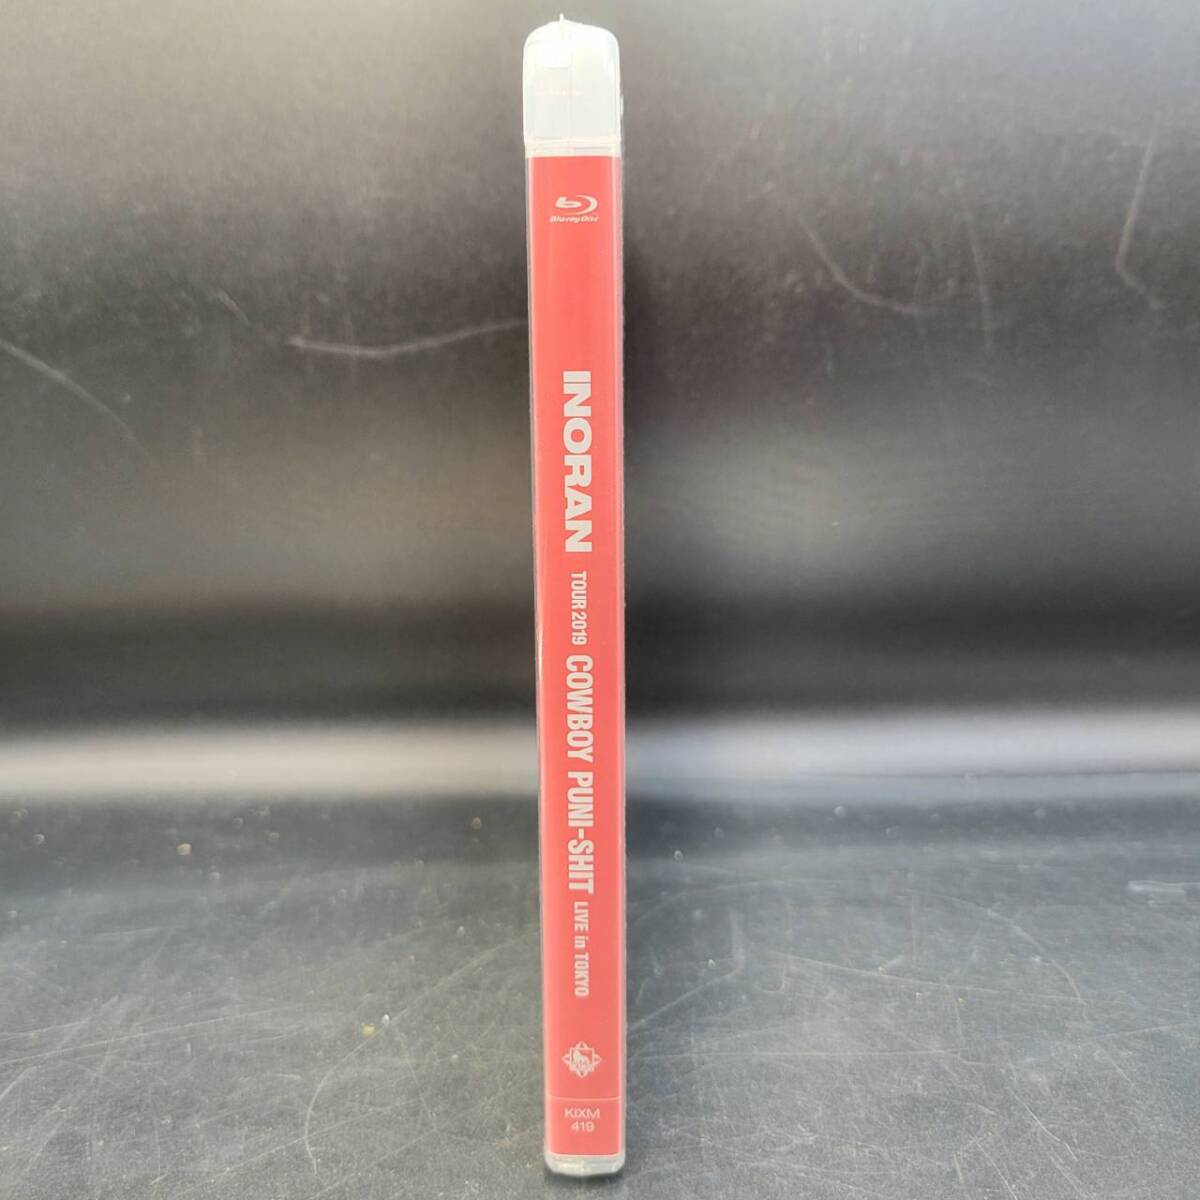 Blu-ray Disc
INORAN TOUR 2019 COWBOY PUNI-SHIT LIVE in TOKYO
KIXM
419